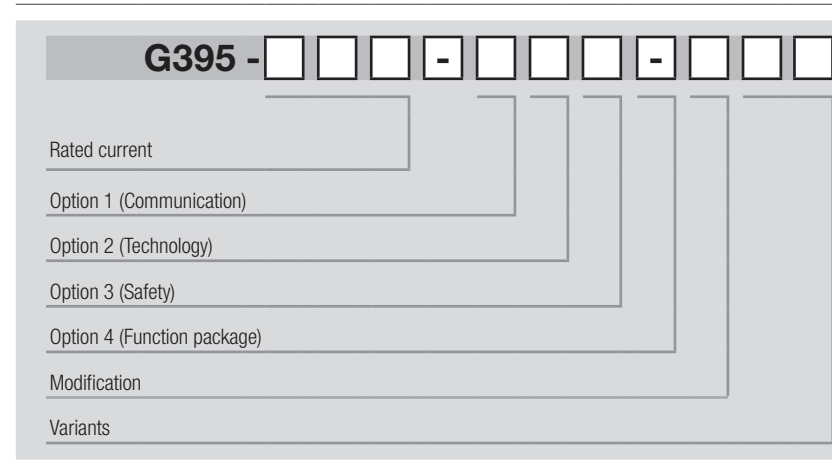 G395 - - -
Rated current
Option 1 (Communication)
Option 2 (Technology)
Option 3 (Safety)
Option 4 (Function package)
Modification
Variants